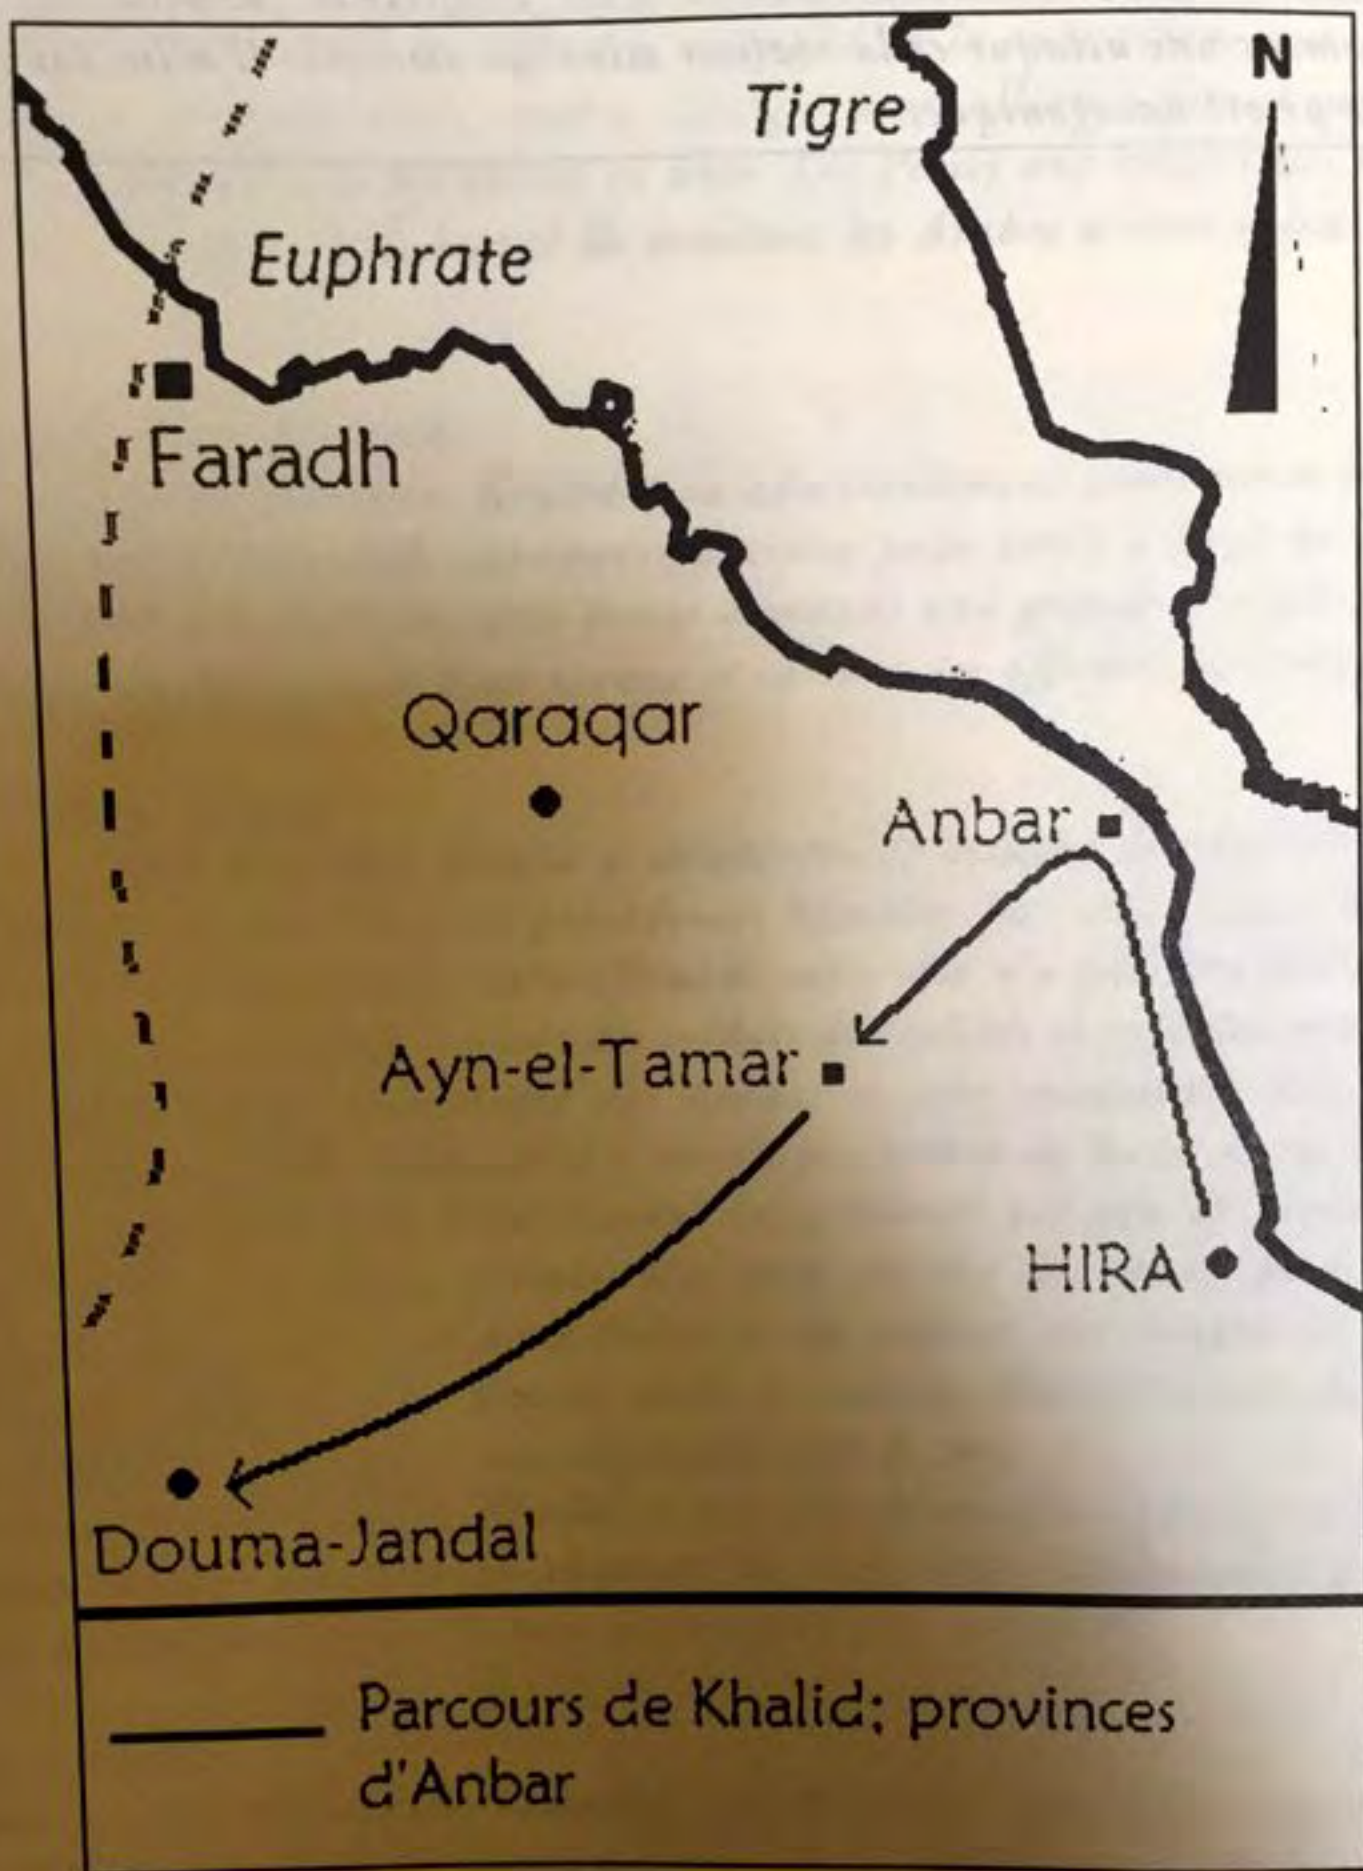 N
Tigre
Euphrate
Faradh
Qaraqar
Anbar
Ayn-el-Tamar
HIRA
Douma-Jandal
Parcours de Khalid; provinces
d'Anbar